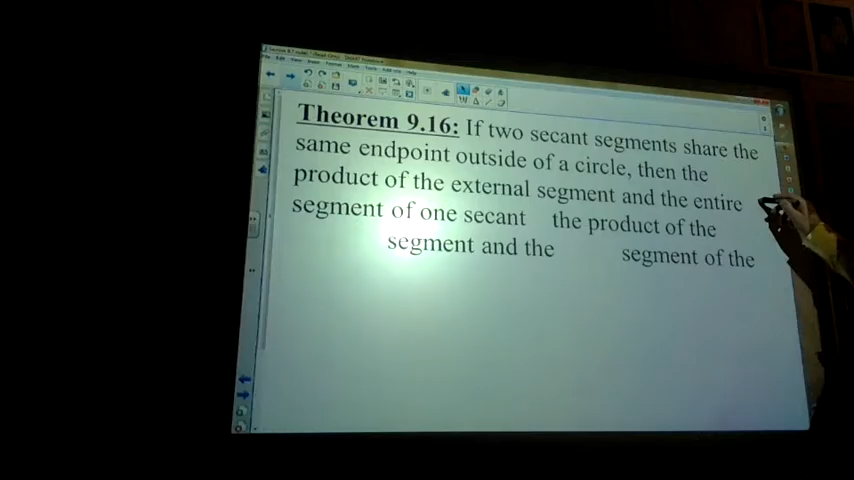 Theorem 9.16: If two secant segments share the
same endpoint outside of a circle, then the
product of the external segment and the entire
segment of one secant the product of the
segment and the segment of the